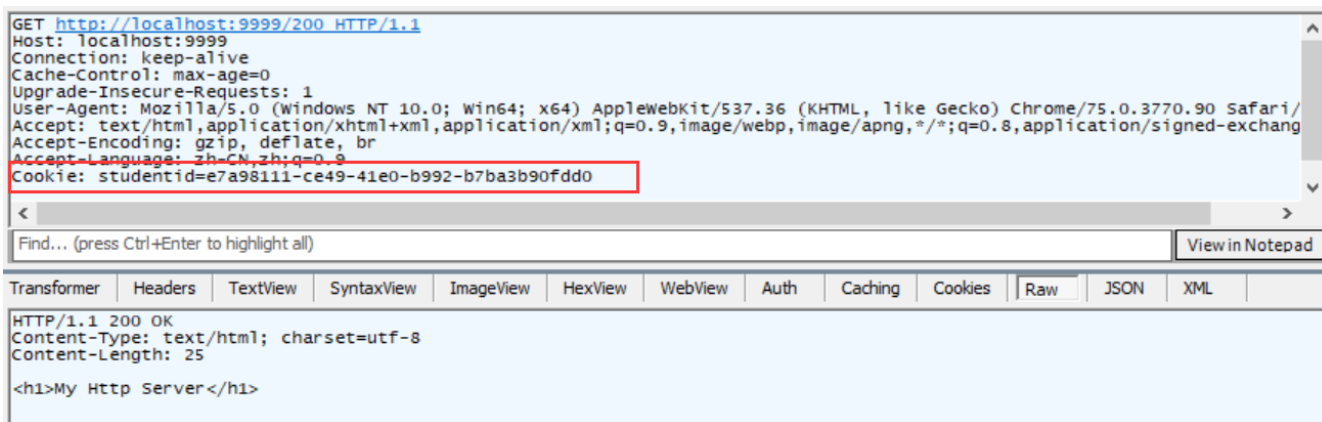 GET http://localhost:9999/200 HTTP/1.1
Host: localhost:9999
Connection: keep-alive
Cache-Control: max-age=0
Upgrade-Insecure-Requests: 1
User-Agent: Mozilla/5.0 (Windows NT 10.0; Win64; x64) AppleWebKit/537.36 (KHTML, like Gecko) Chrome/75.0.3770.90 Safari/
Accept: text/html,application/xhtml+xml,application/xml;q=0.9,image/webp,image/apng,*/*;q=0.8,application/signed-exchang
Accept-Encoding: gzip, deflate, br
Accept-Language: zh-CN,zh;q=0.9
Cookie: studentid=e7a98111-ce49-41e0-b992-b7ba3b90fdd0
Find... (press Ctrl+Enter to highlight all) View in Notepad
Transformer Headers TextView SyntaxView ImageView HexView WebView Auth Caching Cookies Raw JSON XML
HTTP/1.1 200 OK
Content-Type: text/html; charset=utf-8
Content-Length: 25
<h1>My Http Server</h1>